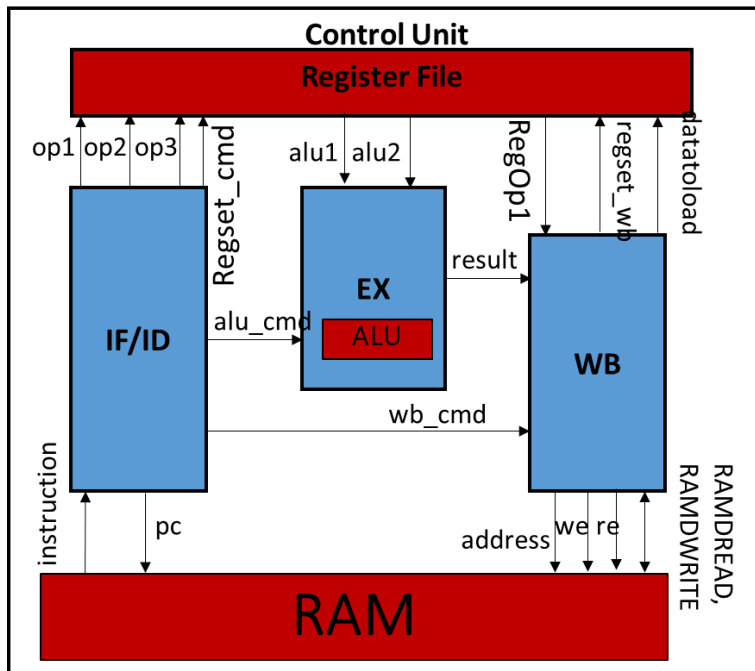 Control Unit
Register File
op1 op2 op3
Regset_cmd
alu1 alu2
RegOp1
regset_wb
datatoload
result
EX
ALU
IF/ID
alu_cmd
WB
wb_cmd
instruction
pc
address we re
RAMDREAD,
RAMDWRITE
RAM